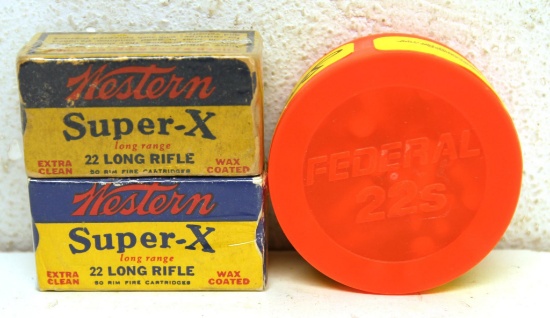 Western
Super-X
long range
22 LONG RIFLE
EXTRA CLEAN
50 RIM FIRE CARTRIDGES
WAX COATED
Western
Super-X
long range
22 LONG RIFLE
EXTRA CLEAN
50 RIM FIRE CARTRIDGES
WAX COATED
FEDERAL
22s